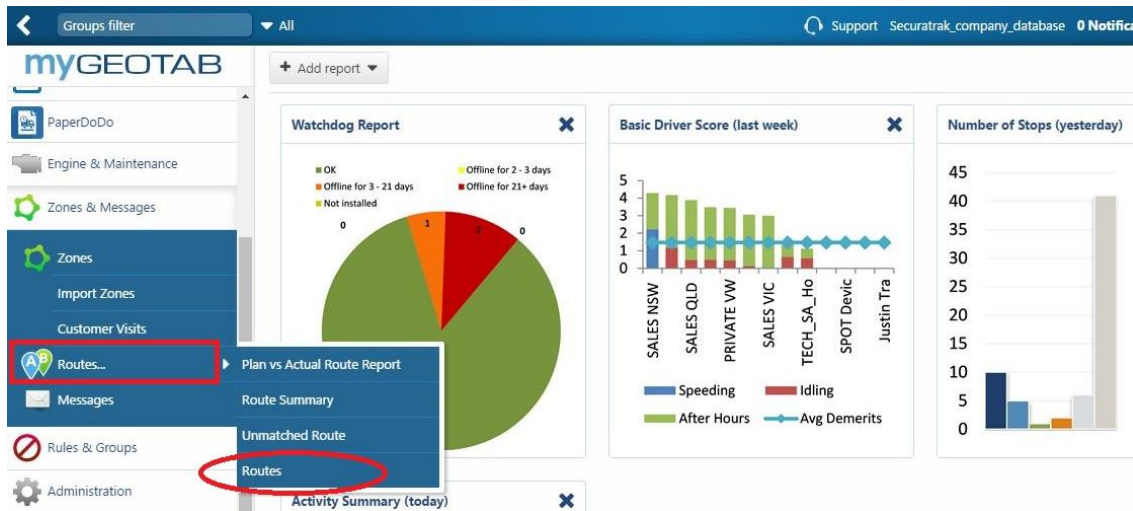 Groups filter
All
Support Securatrak_company_database 0 Notifica
myGEOTAB
Add report
PaperDoDo
Engine & Maintenance
Zones & Messages
Zones
Import Zones
Customer Visits
Routes...
Messages
Rules & Groups
Administration
Plan vs Actual Route Report
Route Summary
Unmatched Route
Routes
Watchdog Report
OK
Offline for 2 - 3 days
Offline for 3 - 21 days
Offline for 21+ days
Not installed
0
1
2
0
Basic Driver Score (last week)
5
4
3
2
1
0
SALES NSW
SALES QLD
PRIVATE VW
SALES VIC
TECH_SA_Ho
SPOT Devic
Justin Tra
Speeding
Idling
After Hours
Avg Demerits
Number of Stops (yesterday)
45
40
35
30
25
20
15
10
5
0
Activity Summary (today)